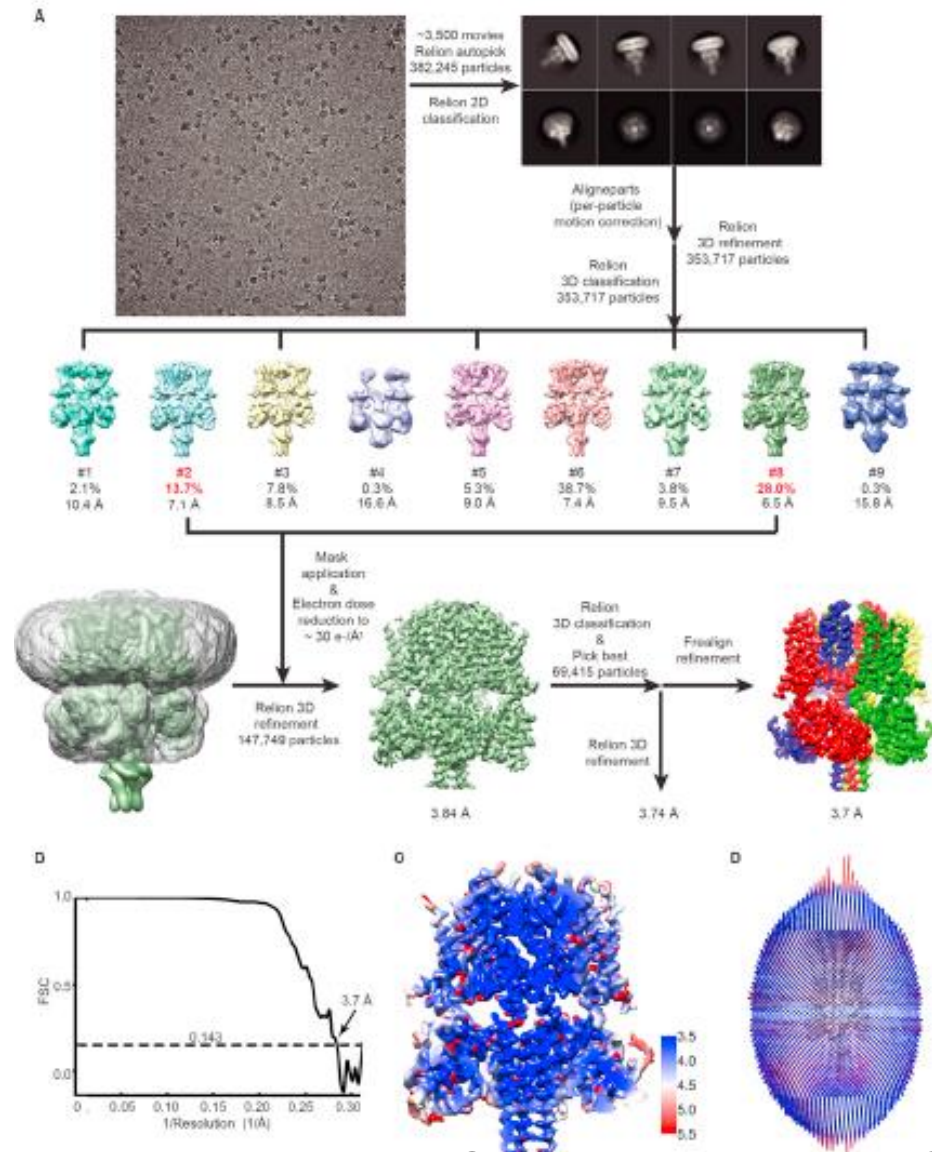 A
~3,500 movies
Relion autopick
382,245 particles
Relion 2D
classification
Aligneparts
(per-particle
motion correction)
Relion
3D refinement
353,717 particles
Relion
3D classification
353,717 particles
#1
2.1%
10.4 Å
#2
13.7%
7.1 Å
#3
7.8%
8.5 Å
#4
0.3%
16.6 Å
#5
5.3%
9.0 Å
#6
38.7%
7.4 Å
#7
3.8%
9.5 Å
#8
28.0%
6.5 Å
#9
0.3%
15.8 Å
Mask
application
&
Electron dose
reduction to
~ 30 e-/Å²
Relion 3D
refinement
147,749 particles
3.84 Å
Relion
3D classification
&
Pick best
69,415 particles
Frealign
refinement
Relion 3D
refinement
3.74 Å
3.7 Å
D
1.0
0.5
0.0
FSC
3.7 Å
0.143
0
0.05
0.10
0.15
0.20
0.25
0.30
1/Resolution (1/Å)
C
3.5
4.0
4.5
5.0
5.5
D